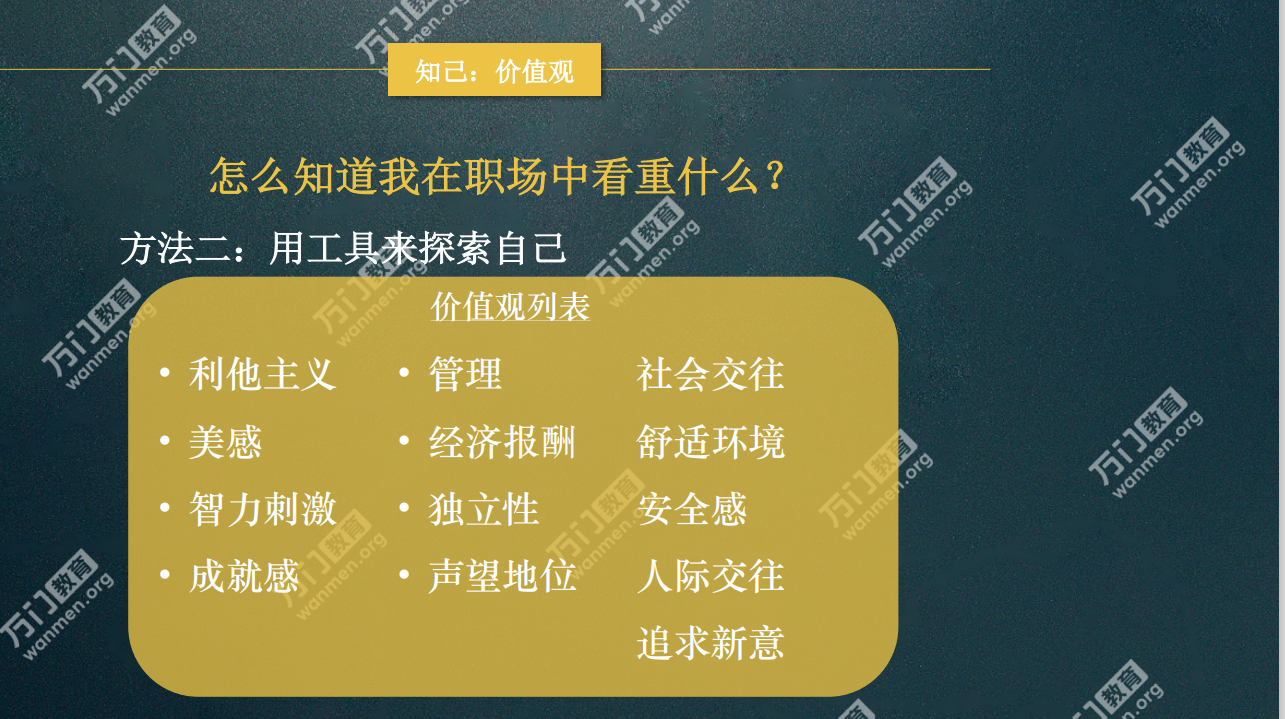 知己：价值观
怎么知道我在职场中看重什么？
方法二：用工具来探索自己
价值观列表
• 利他主义
• 美感
• 智力刺激
• 成就感
• 管理
• 经济报酬
• 独立性
• 声望地位
社会交往
舒适环境
安全感
人际交往
追求新意
万门教育
wanmen.org